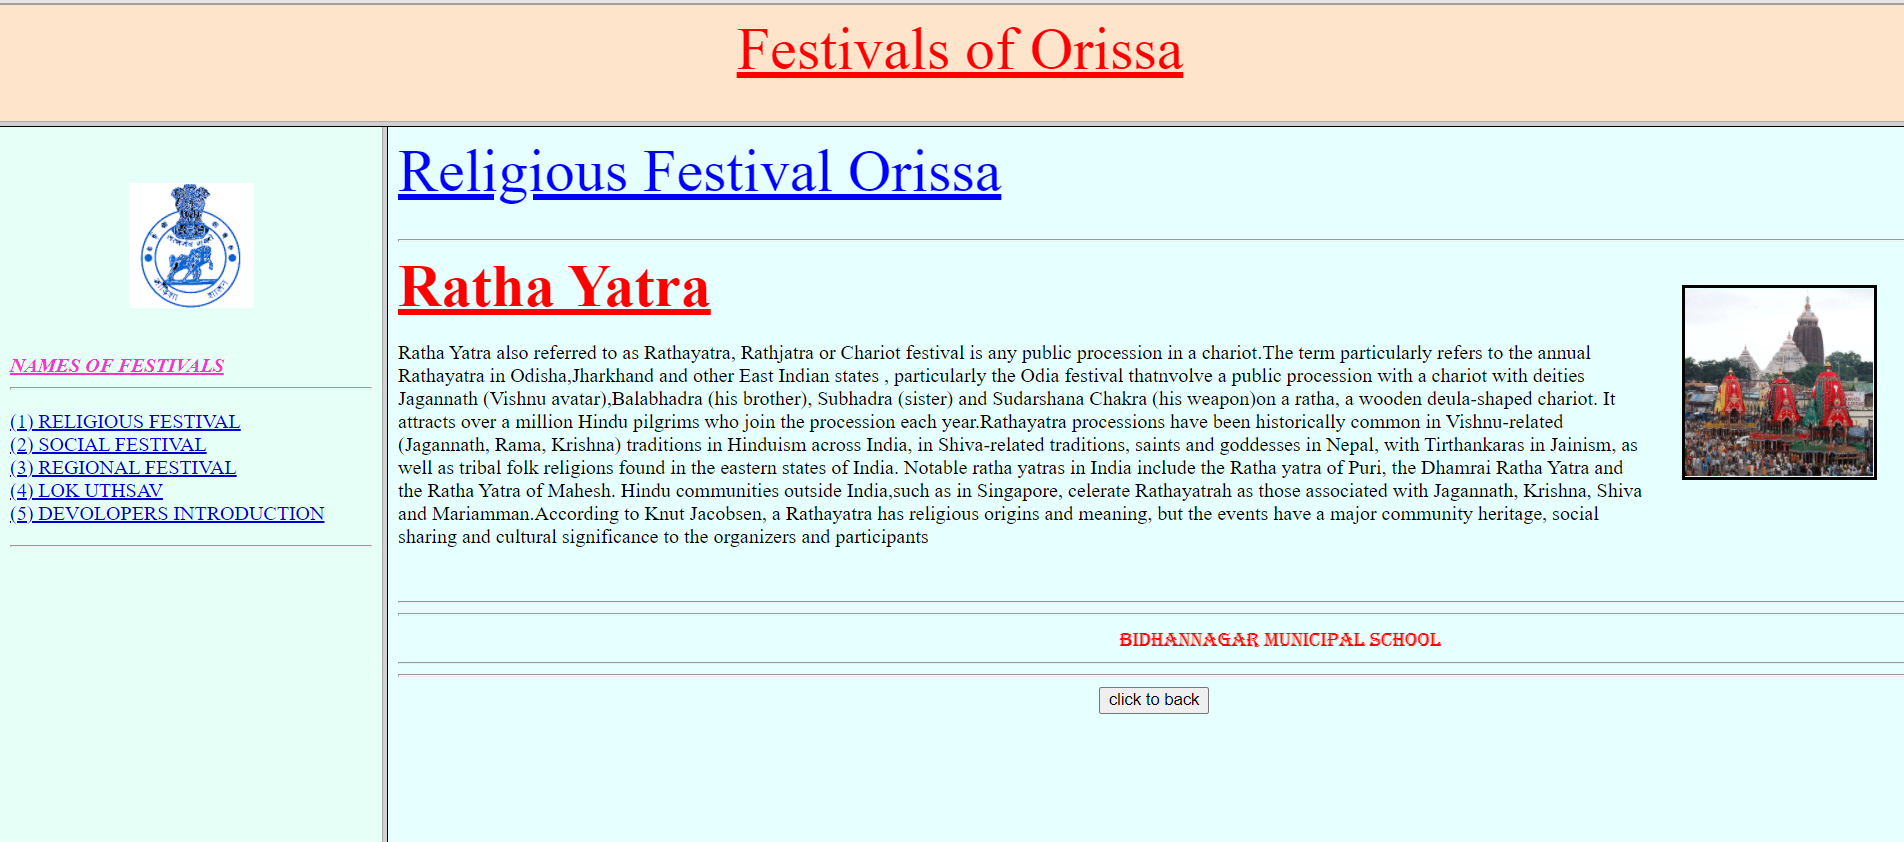 Festivals of Orissa
NAMES OF FESTIVALS
(1) RELIGIOUS FESTIVAL
(2) SOCIAL FESTIVAL
(3) REGIONAL FESTIVAL
(4) LOK UTHSAV
(5) DEVOLOPERS INTRODUCTION
Religious Festival Orissa
Ratha Yatra
Ratha Yatra also referred to as Rathayatra, Rathjatra or Chariot festival is any public procession in a chariot.The term particularly refers to the annual
Rathayatra in Odisha,Jharkhand and other East Indian states , particularly the Odia festival thatnvolve a public procession with a chariot with deities
Jagannath (Vishnu avatar),Balabhadra (his brother), Subhadra (sister) and Sudarshana Chakra (his weapon)on a ratha, a wooden deula-shaped chariot. It
attracts over a million Hindu pilgrims who join the procession each year.Rathayatra processions have been historically common in Vishnu-related
(Jagannath, Rama, Krishna) traditions in Hinduism across India, in Shiva-related traditions, saints and goddesses in Nepal, with Tirthankaras in Jainism, as
well as tribal folk religions found in the eastern states of India. Notable ratha yatras in India include the Ratha yatra of Puri, the Dhamrai Ratha Yatra and
the Ratha Yatra of Mahesh. Hindu communities outside India,such as in Singapore, celerate Rathayatrah as those associated with Jagannath, Krishna, Shiva
and Mariamman.According to Knut Jacobsen, a Rathayatra has religious origins and meaning, but the events have a major community heritage, social
sharing and cultural significance to the organizers and participants
BIDHANNAGAR MUNICIPAL SCHOOL
click to back